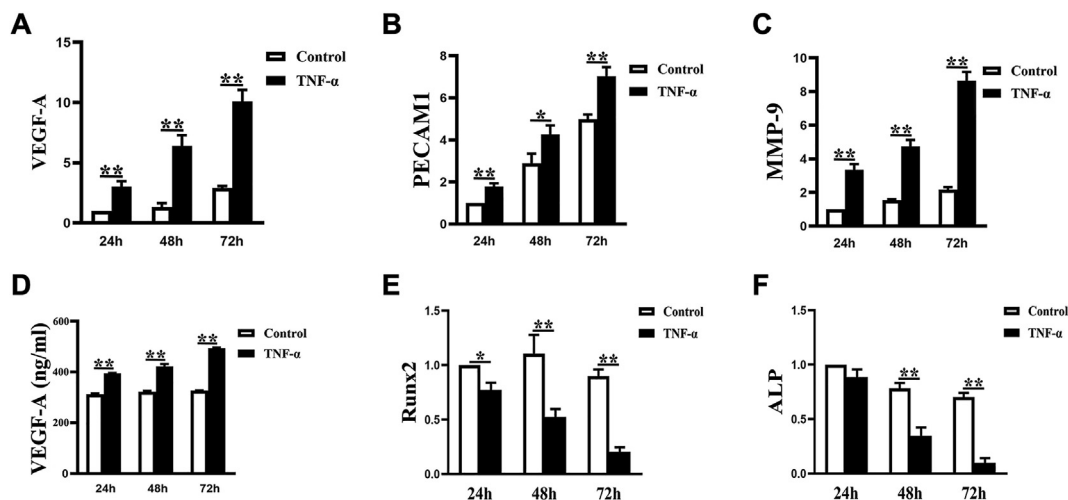 A
VEGF-A
15
10
5
0
**
**
**
24h 48h 72h
Control
TNF-α
B
PECAM1
8
6
4
2
0
**
*
**
24h 48h 72h
Control
TNF-α
C
MMP-9
10
8
6
4
2
0
**
**
**
24h 48h 72h
Control
TNF-α
D
VEGF-A (ng/ml)
600
400
200
0
**
**
**
24h 48h 72h
Control
TNF-α
E
Runx2
1.5
1.0
0.5
0.0
*
**
**
24h 48h 72h
Control
TNF-α
F
ALP
1.5
1.0
0.5
0.0
**
**
24h 48h 72h
Control
TNF-α